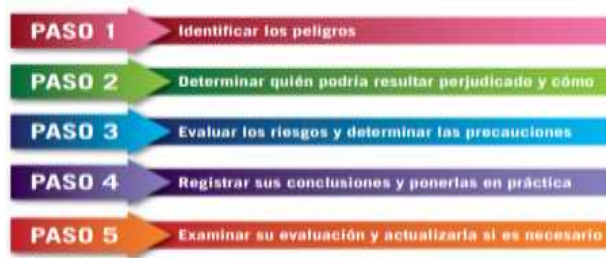 PASO 1 Identificar los peligros
PASO 2 Determinar quién podría resultar perjudicado y cómo
PASO 3 Evaluar los riesgos y determinar las precauciones
PASO 4 Registrar sus conclusiones y ponerlas en práctica
PASO 5 Examinar su evaluación y actualizarla si es necesario